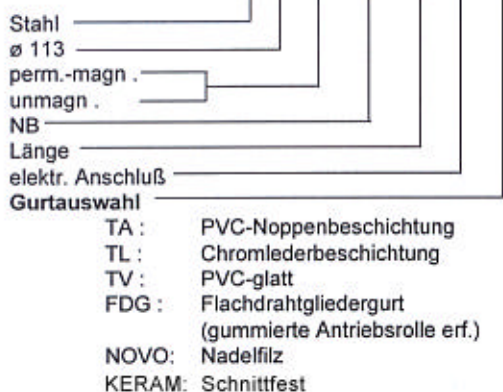 Stahl
ø 113
perm.-magn .
unmagn .
NB
Länge
elektr. Anschluß
Gurtauswahl
TA : PVC-Noppenbeschichtung
TL : Chromlederbeschichtung
TV : PVC-glatt
FDG : Flachdrahtgliedergurt
(gummierte Antriebsrolle erf.)
NOVO: Nadelfilz
KERAM: Schnittfest